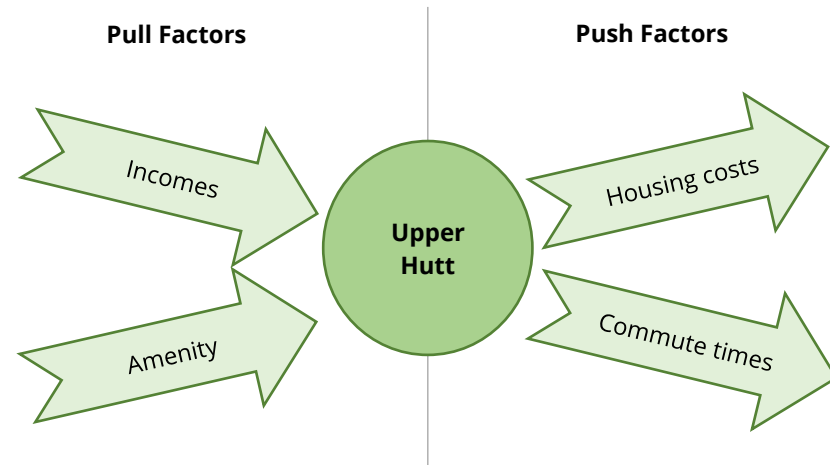 Pull Factors
Push Factors
Incomes
Amenity
Upper
Hutt
Housing costs
Commute times